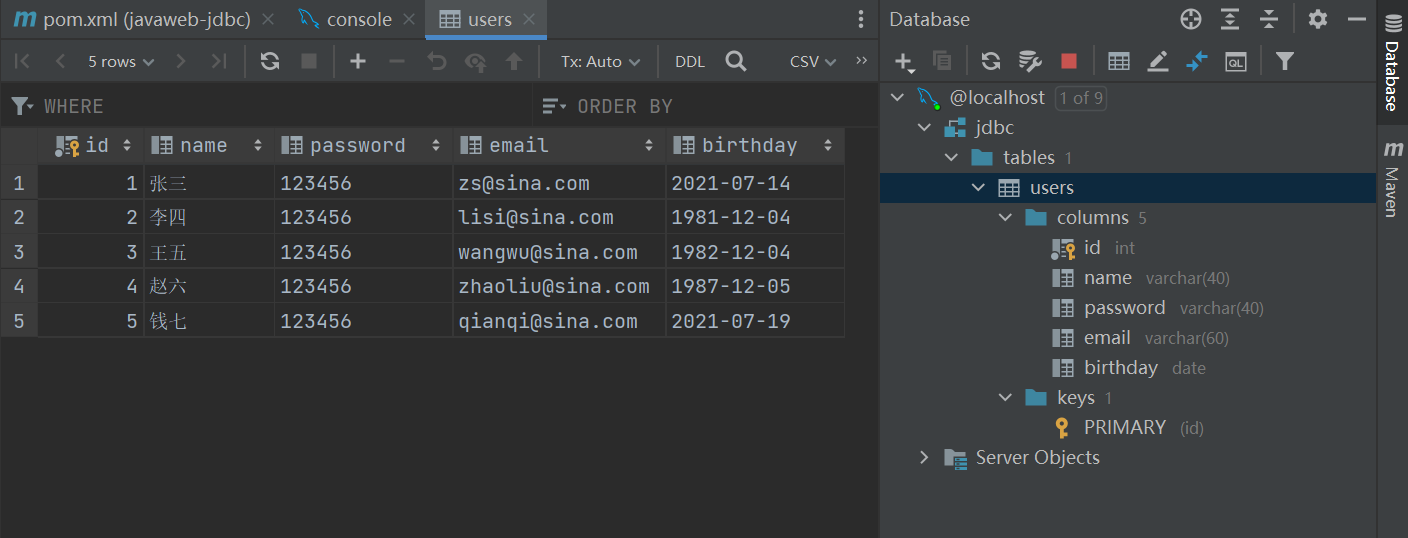 pom.xml (javaweb-jdbc) console users
5 rows Tx: Auto DDL CSV
WHERE ORDER BY
id name password email birthday
1 1 张三 123456 zs@sina.com 2021-07-14
2 2 李四 123456 lisi@sina.com 1981-12-04
3 3 王五 123456 wangwu@sina.com 1982-12-04
4 4 赵六 123456 zhaoliu@sina.com 1987-12-05
5 5 钱七 123456 qianqi@sina.com 2021-07-19
Database
QL
@localhost 1 of 9
jdbc
tables 1
users
columns 5
id int
name varchar(40)
password varchar(40)
email varchar(60)
birthday date
keys 1
PRIMARY (id)
Server Objects
Database
m Maven